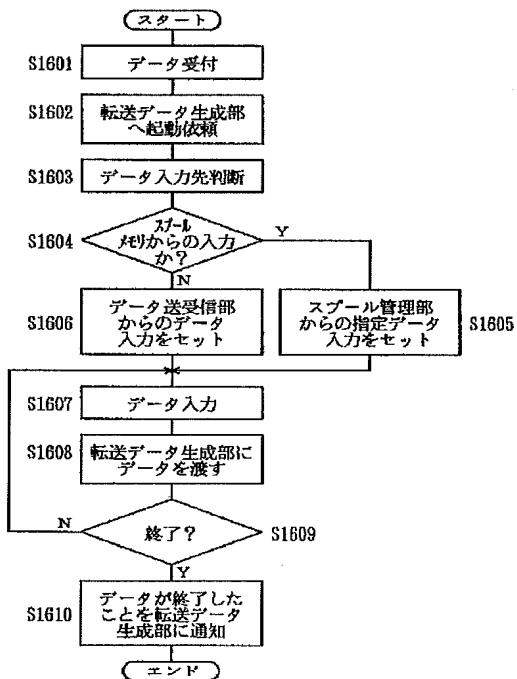 スタート
S1601
データ受付
S1602
転送データ生成部
へ起動依頼
S1603
データ入力先判断
S1604
スプール
メモリからの入力
か?
Y
N
S1606
データ送受信部
からのデータ
入力をセット
スプール管理部
からの指定データ
入力をセット
S1605
S1607
データ入力
S1608
転送データ生成部に
データを渡す
N
終了?
S1609
Y
S1610
データが終了した
ことを転送データ
生成部に通知
エンド